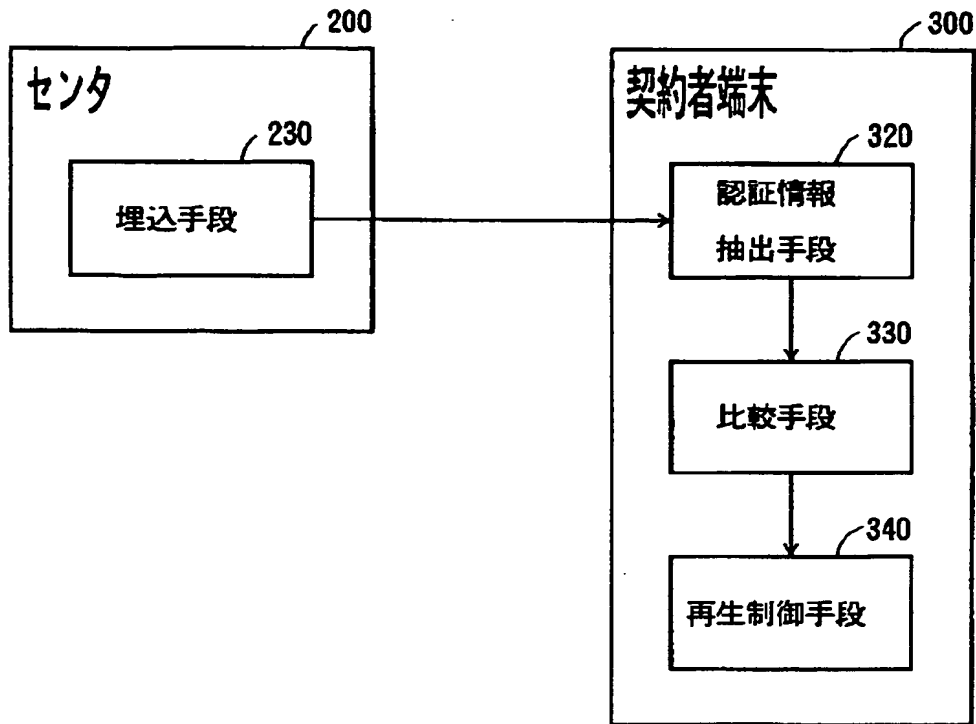 200
センタ
230
埋込手段
300
契約者端末
320
認証情報
抽出手段
330
比較手段
340
再生制御手段